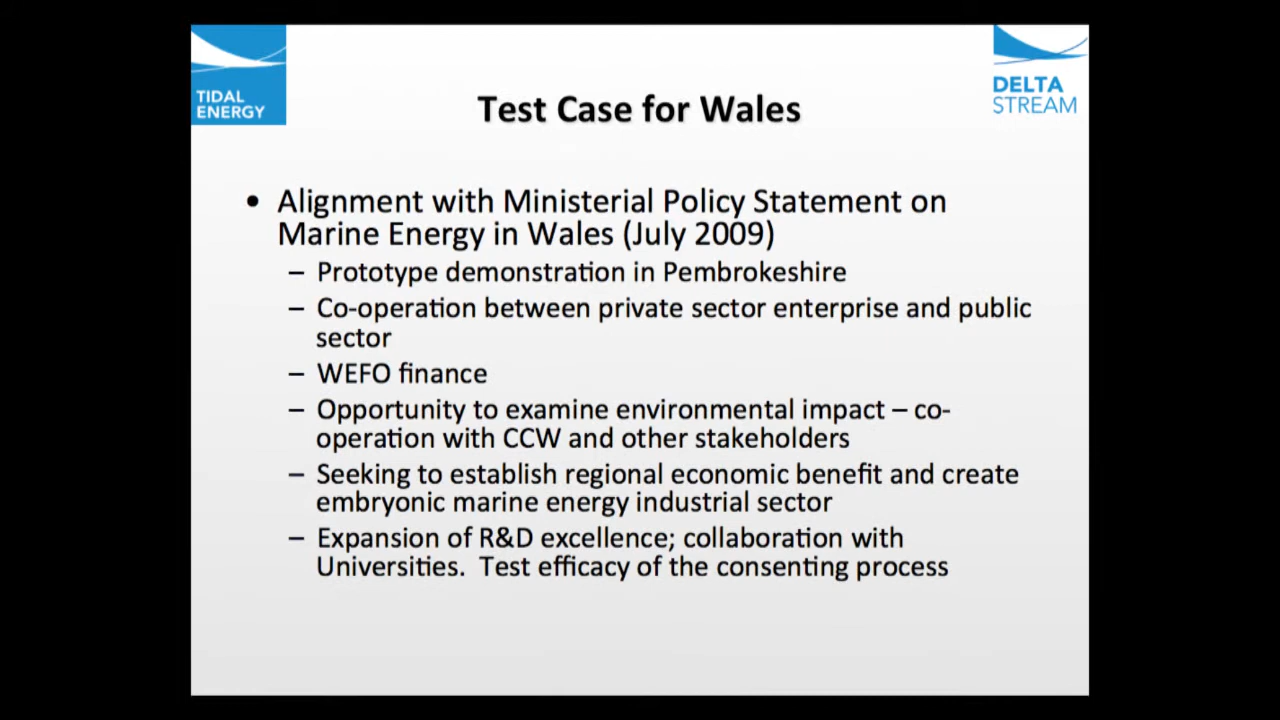 TIDAL
ENERGY
DELTA
STREAM
Test Case for Wales
• Alignment with Ministerial Policy Statement on
Marine Energy in Wales (July 2009)
– Prototype demonstration in Pembrokeshire
– Co-operation between private sector enterprise and public
sector
– WEFO finance
– Opportunity to examine environmental impact – co-
operation with CCW and other stakeholders
– Seeking to establish regional economic benefit and create
embryonic marine energy industrial sector
– Expansion of R&D excellence; collaboration with
Universities.  Test efficacy of the consenting process